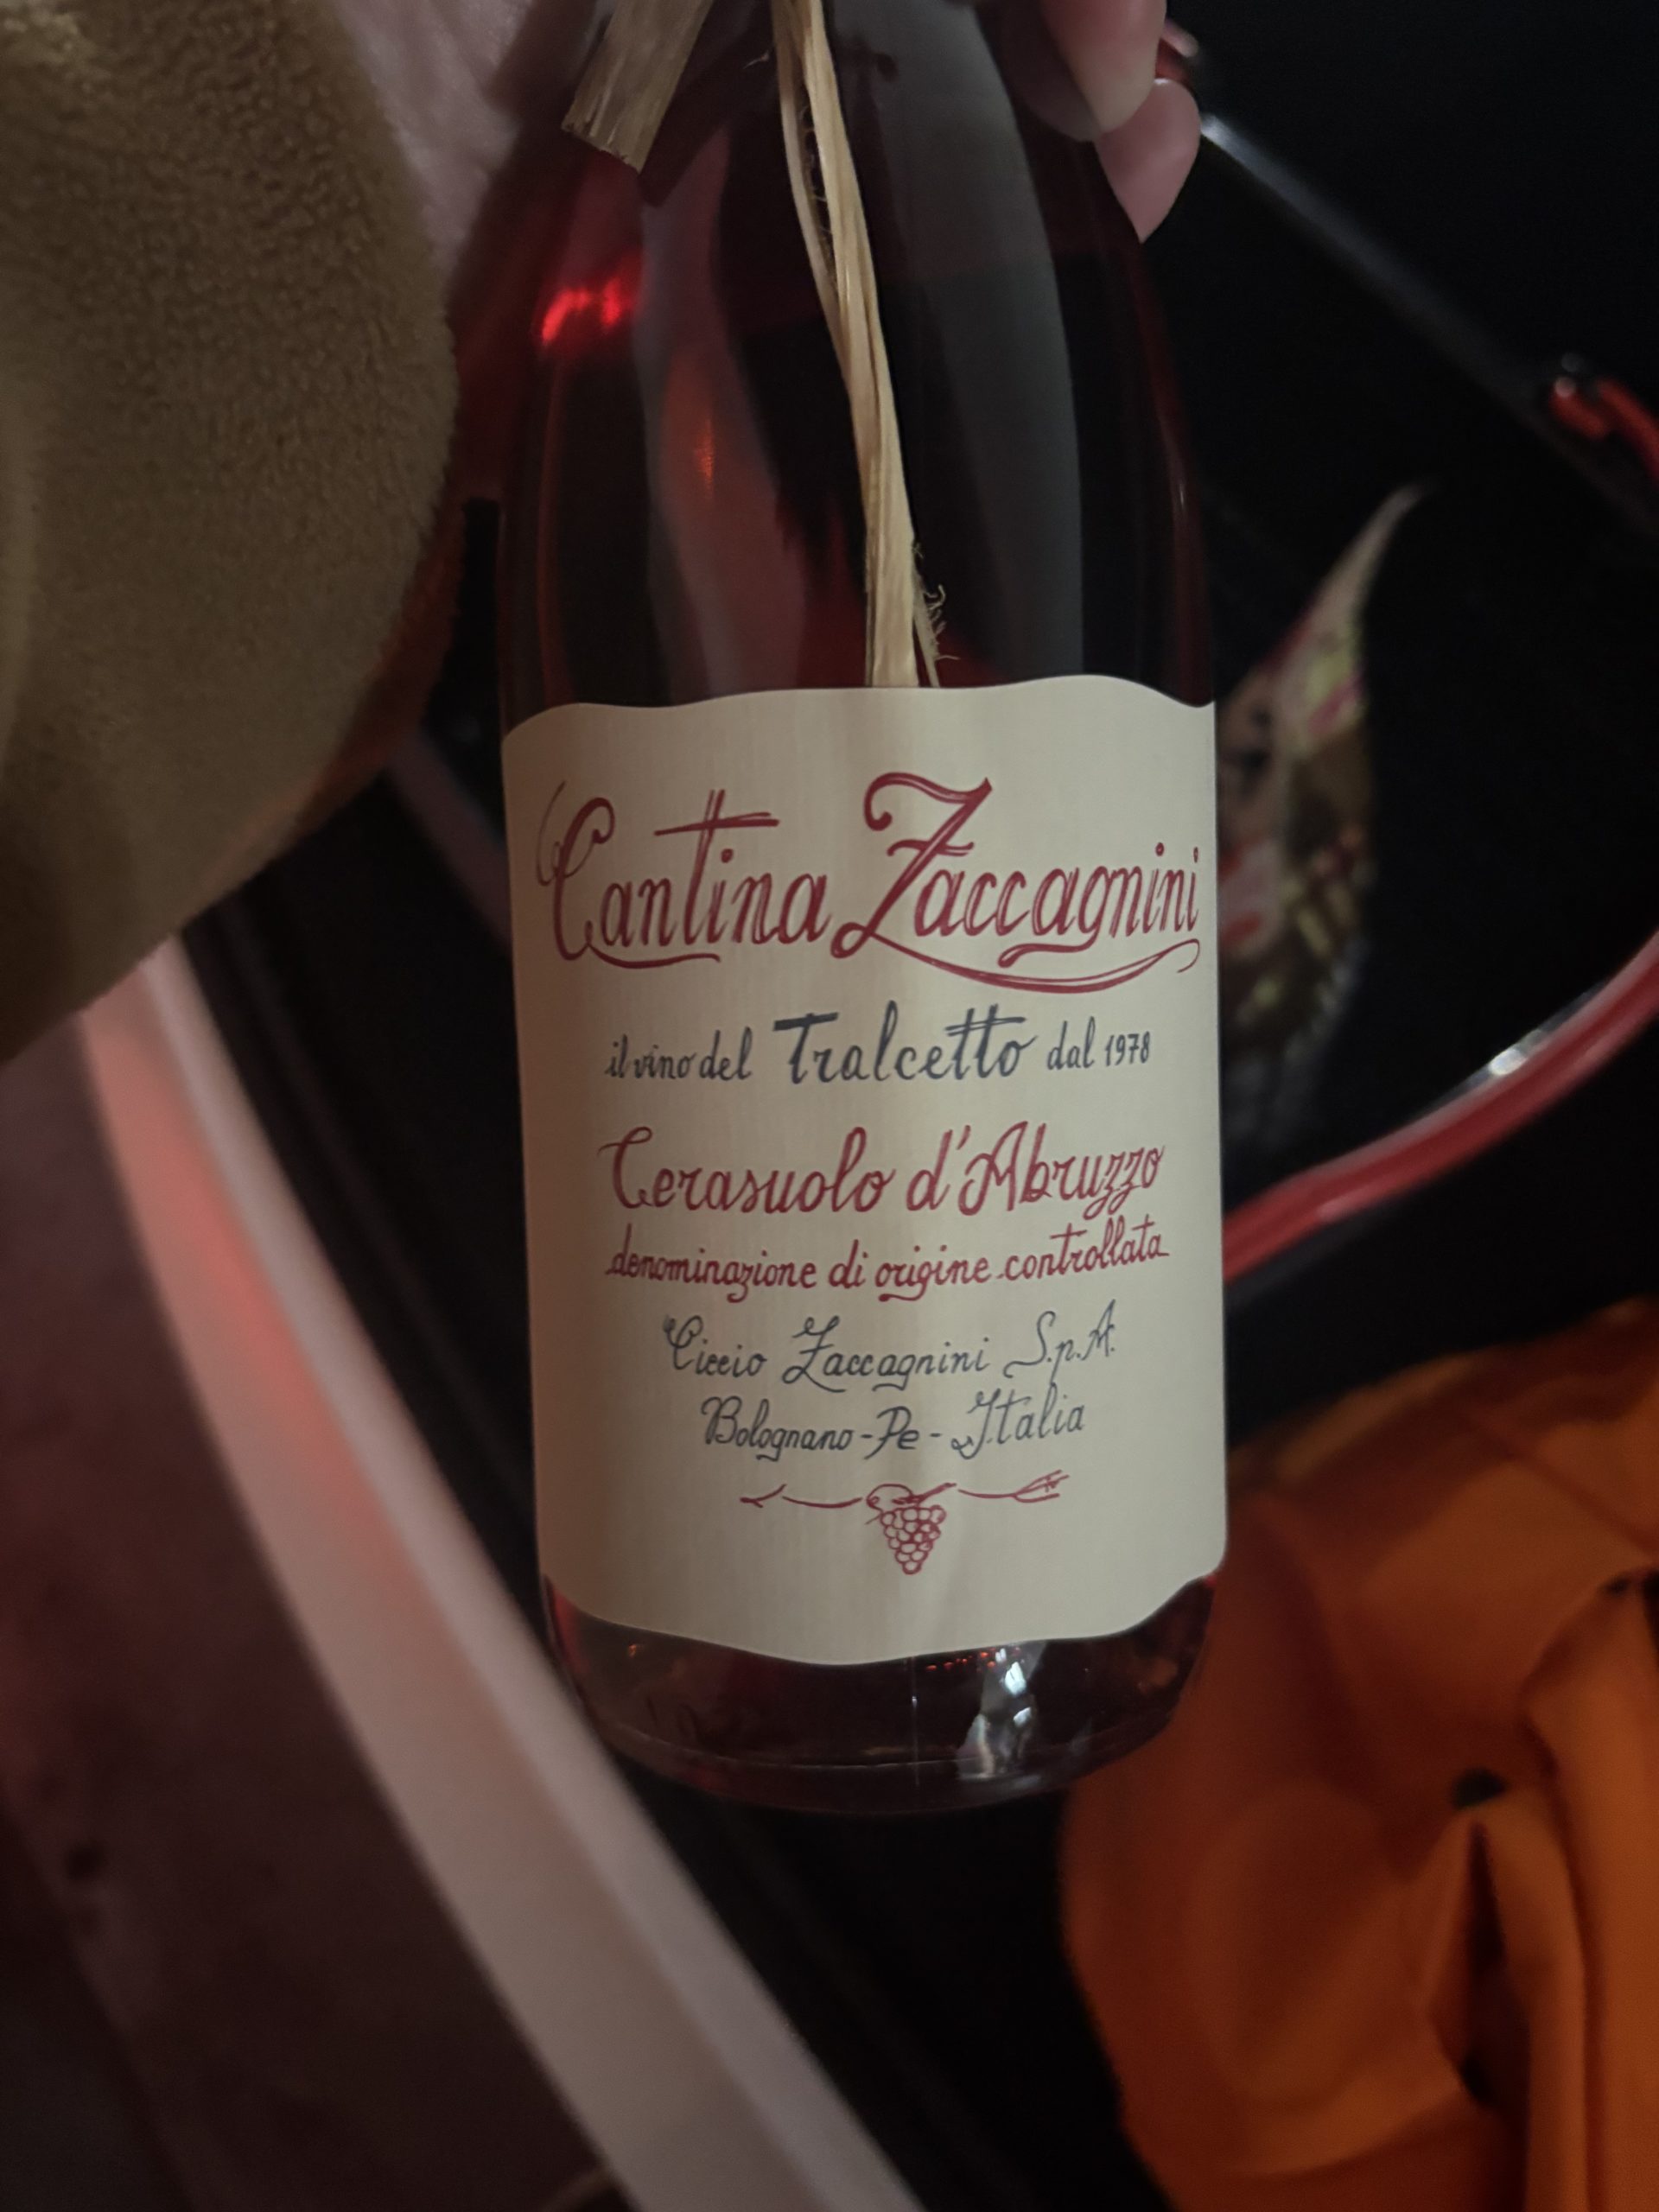 Cantina Zaccagnini
il vino del Tralcetto dal 1978
Cerasuolo d'Abruzzo
denominazione di origine controllata
Ciccio Zaccagnini S.p.A.
Bolognano - Pe - Italia